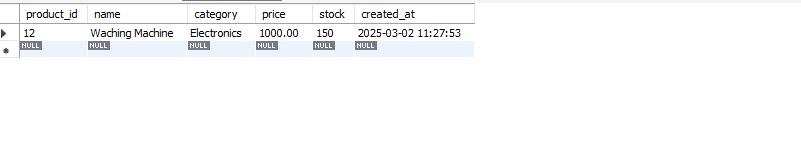 product_id name category price stock created_at
12 Waching Machine Electronics 1000.00 150 2025-03-02 11:27:53
NULL NULL NULL NULL NULL NULL